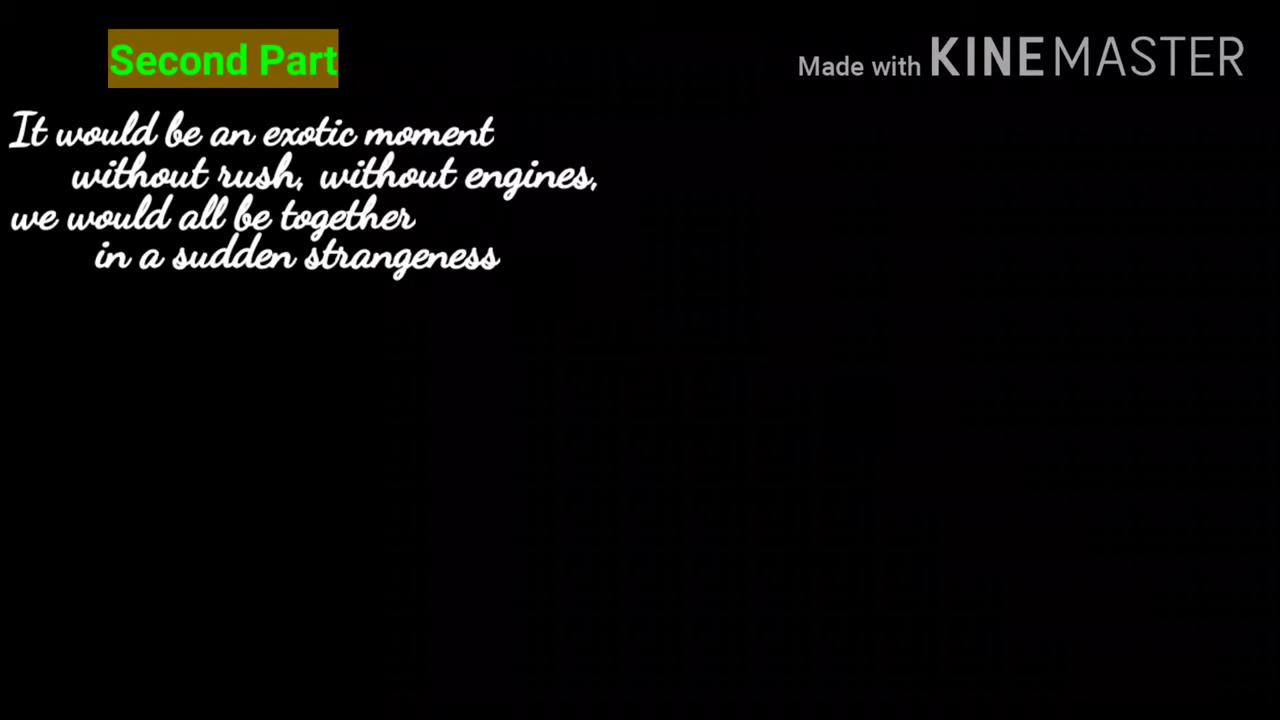 Second Part
Made with KINEMASTER
It would be an exotic moment
without rush, without engines,
we would all be together
in a sudden strangeness